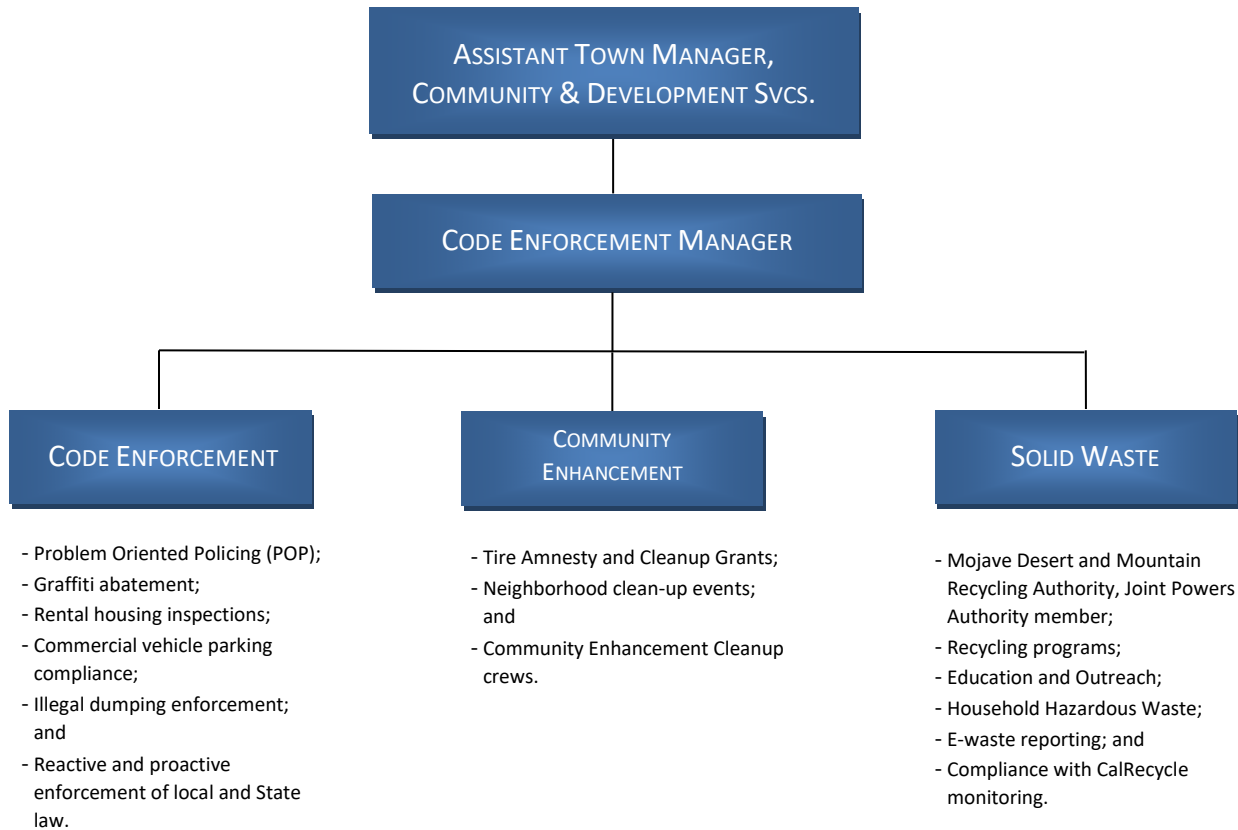 ASSISTANT TOWN MANAGER,
COMMUNITY & DEVELOPMENT SVCS.
CODE ENFORCEMENT MANAGER
CODE ENFORCEMENT
- Problem Oriented Policing (POP);
- Graffiti abatement;
- Rental housing inspections;
- Commercial vehicle parking
compliance;
- Illegal dumping enforcement;
and
- Reactive and proactive
enforcement of local and State
law.
COMMUNITY
ENHANCEMENT
- Tire Amnesty and Cleanup Grants;
- Neighborhood clean-up events;
and
- Community Enhancement Cleanup
crews.
SOLID WASTE
- Mojave Desert and Mountain
Recycling Authority, Joint Powers
Authority member;
- Recycling programs;
- Education and Outreach;
- Household Hazardous Waste;
- E-waste reporting; and
- Compliance with CalRecycle
monitoring.